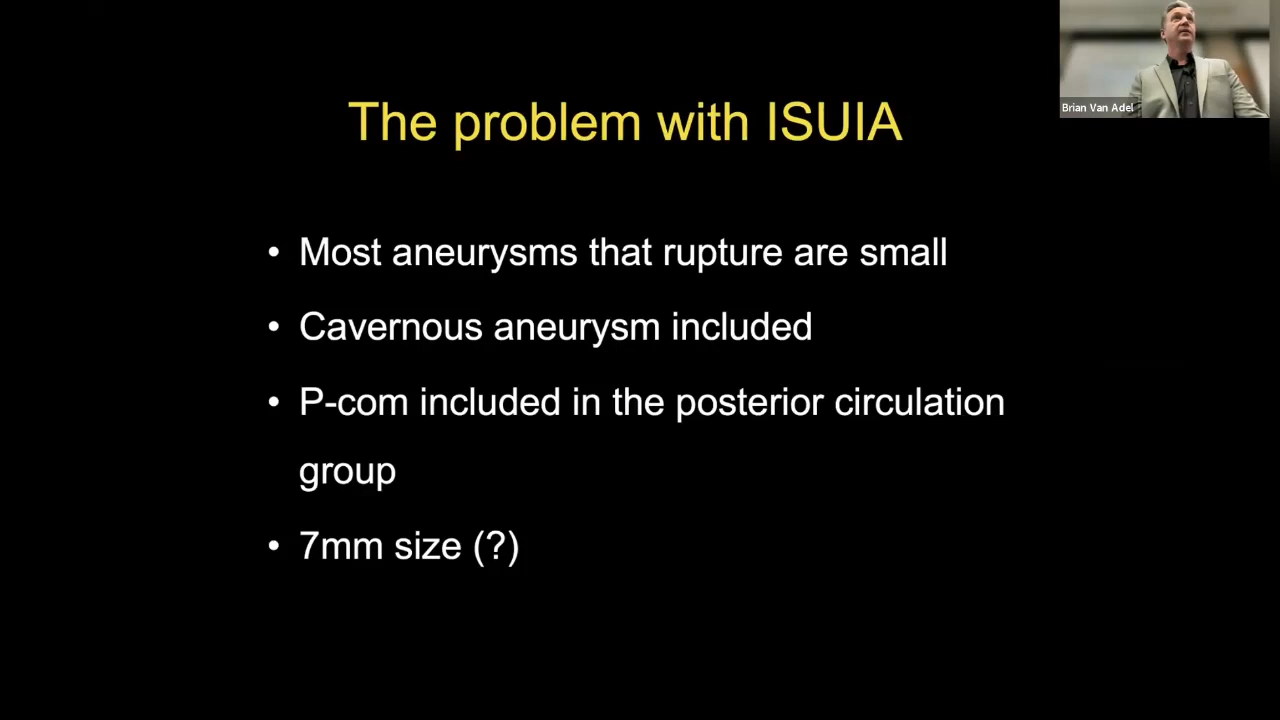 The problem with ISUIA
Brian Van Adel
• Most aneurysms that rupture are small
• Cavernous aneurysm included
• P-com included in the posterior circulation
group
• 7mm size (?)